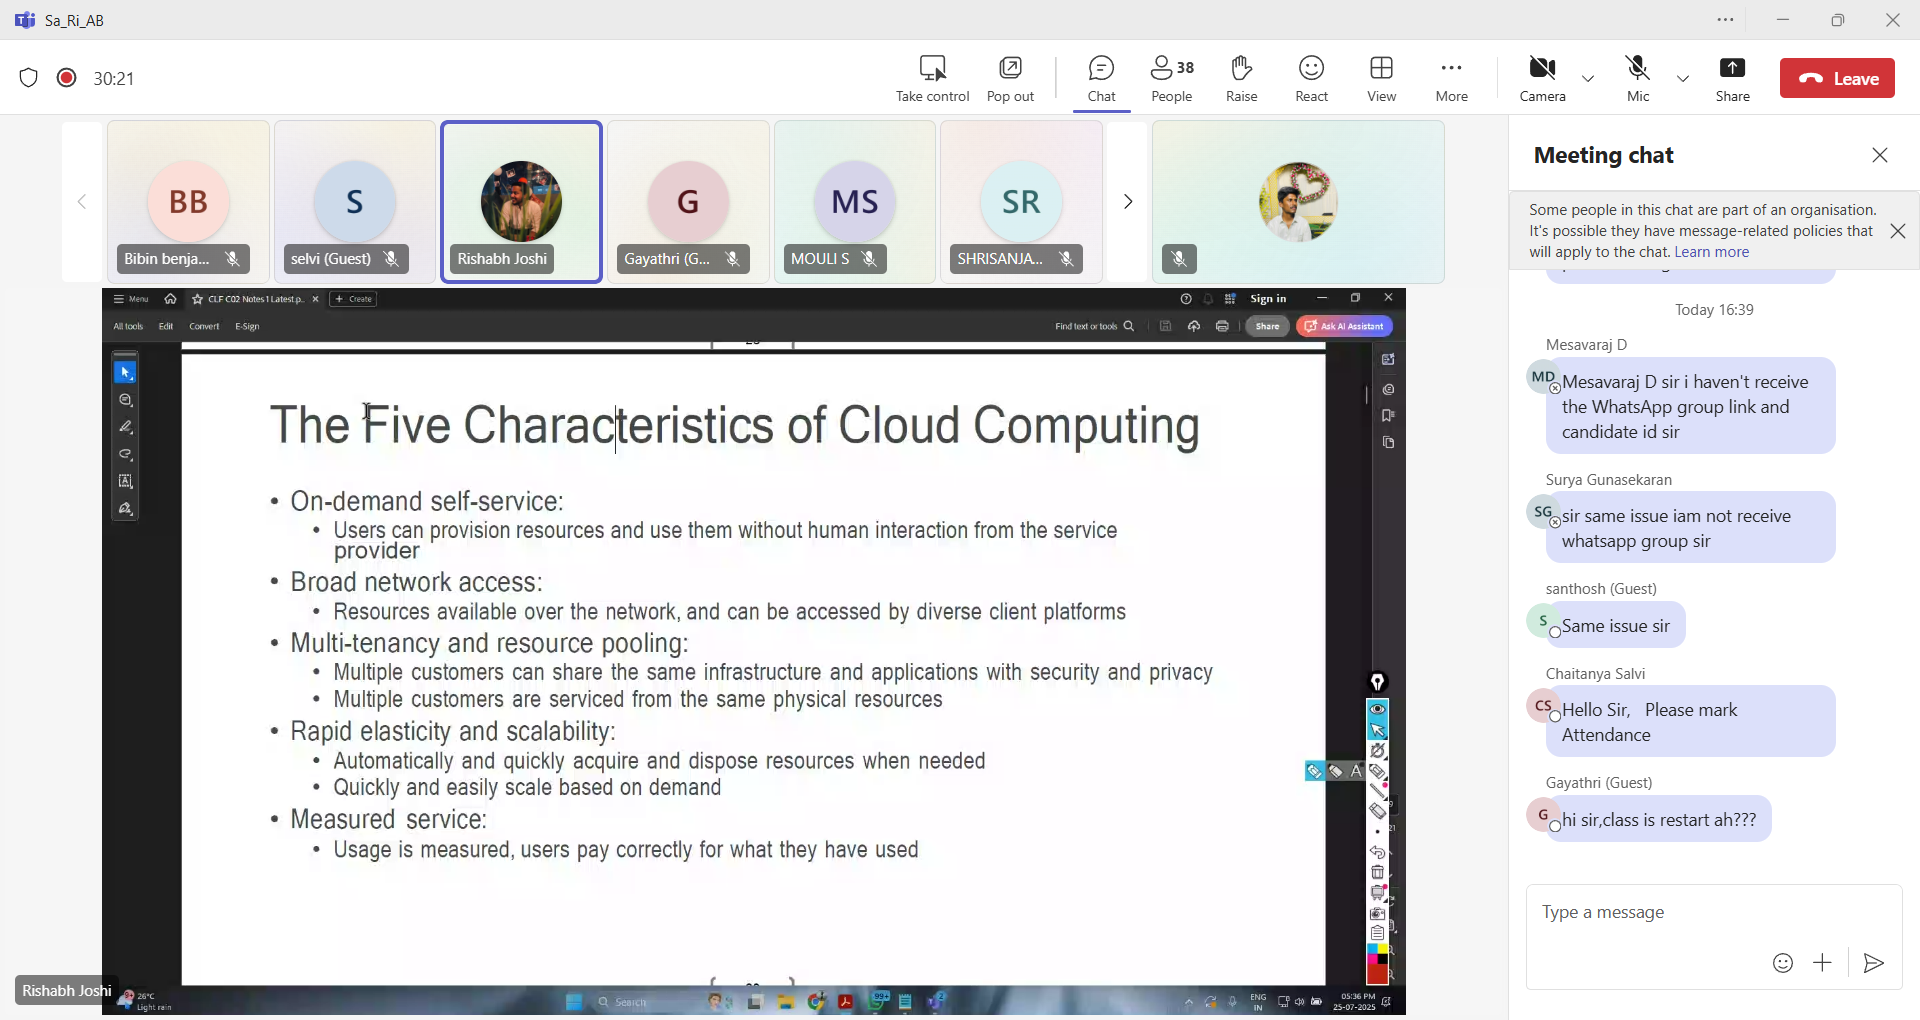 Sa_Ri_AB
30:21
Take control
Pop out
Chat
38
People
Raise
React
View
More
Camera
Mic
Share
Leave
BB
Bibin benja...
S
selvi (Guest)
Rishabh Joshi
G
Gayathri (G...
MS
MOULI S
SR
SHRISANJA...
Menu
CLF C02 Notes 1 Latest.p..
+ Create
Sign in
All tools
Edit
Convert
E-Sign
Find text or tools
Share
Ask AI Assistant
The Five Characteristics of Cloud Computing
• On-demand self-service:
• Users can provision resources and use them without human interaction from the service
provider
• Broad network access:
• Resources available over the network, and can be accessed by diverse client platforms
• Multi-tenancy and resource pooling:
• Multiple customers can share the same infrastructure and applications with security and privacy
• Multiple customers are serviced from the same physical resources
• Rapid elasticity and scalability:
• Automatically and quickly acquire and dispose resources when needed
• Quickly and easily scale based on demand
• Measured service:
• Usage is measured, users pay correctly for what they have used
A
Rishabh Joshi
26°C
Light rain
Search
99+
ENG
IN
05:36 PM
25-07-2025
Meeting chat
Some people in this chat are part of an organisation.
It's possible they have message-related policies that
will apply to the chat. Learn more
Today 16:39
Mesavaraj D
MD
Mesavaraj D sir i haven't receive
the WhatsApp group link and
candidate id sir
Surya Gunasekaran
SG
sir same issue iam not receive
whatsapp group sir
santhosh (Guest)
S
Same issue sir
Chaitanya Salvi
CS
Hello Sir, Please mark
Attendance
Gayathri (Guest)
G
hi sir,class is restart ah???
Type a message